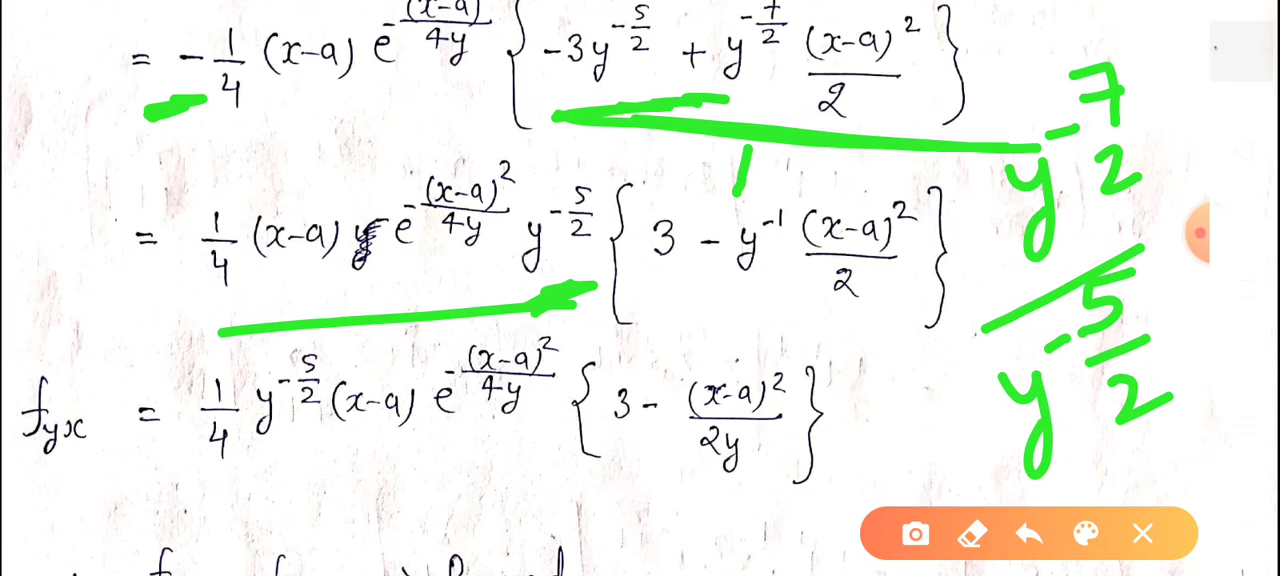 = -1/4 (x-a) e^{-(x-a)/4y} { -3y^{-5/2} + y^{-7/2} (x-a)^2/2 }
y^{-7/2}
= 1/4 (x-a) e^{-(x-a)^2/4y} y^{-5/2} { 3 - y^{-1} (x-a)^2/2 }
y^{-5/2}
f_{yx} = 1/4 y^{-5/2} (x-a) e^{-(x-a)^2/4y} { 3 - (x-a)^2/2y }